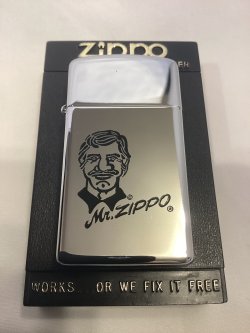 zippo
Mr. ZIPPO
©
®
WORKS... OR WE FIX IT FREE